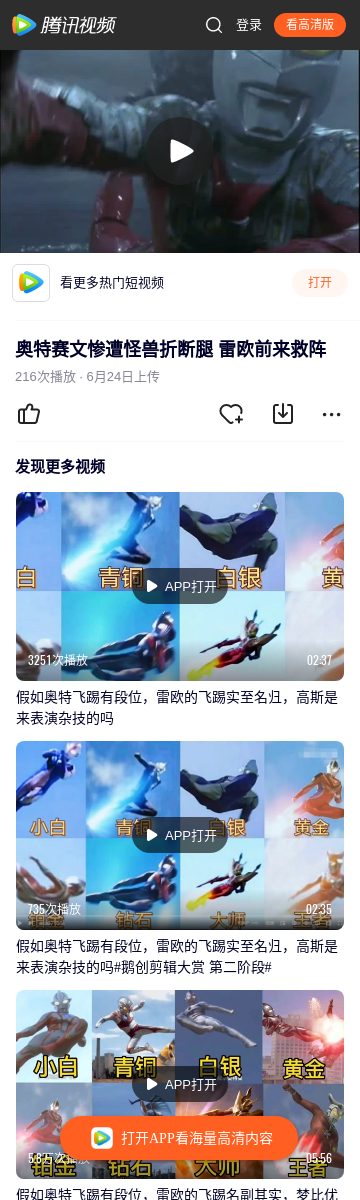 腾讯视频
登录
看高清版
看更多热门短视频
打开
奥特赛文惨遭怪兽折断腿 雷欧前来救阵
216次播放 · 6月24日上传
发现更多视频
白 青铜 白银 黄
APP打开
3251次播放 02:37
假如奥特飞踢有段位，雷欧的飞踢实至名归，高斯是
来表演杂技的吗
小白 青铜 白银 黄金
APP打开
铂金 钻石 大师 王者
735次播放 02:35
假如奥特飞踢有段位，雷欧的飞踢实至名归，高斯是
来表演杂技的吗#鹅创剪辑大赏 第二阶段#
小白 青铜 白银 黄金
APP打开
打开APP看海量高清内容
铂金 钻石 大师 王者
5.8万次播放 05:56
假如奥特飞踢有段位，雷欧的飞踢名副其实，梦比优